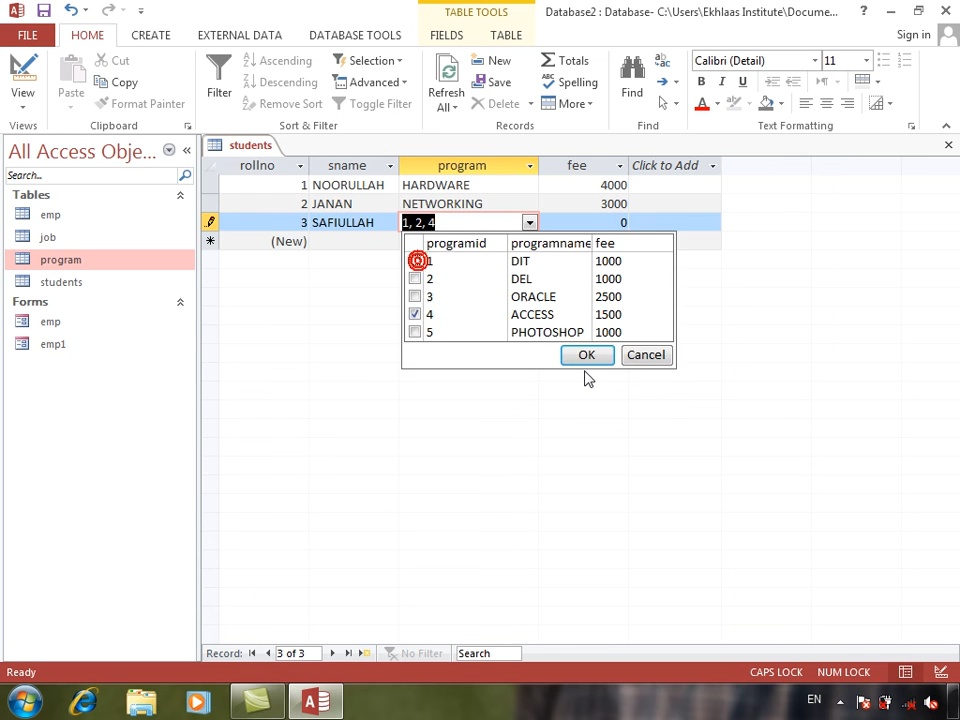 TABLE TOOLS
Database2 : Database- C:\Users\Ekhlaas Institute\Docume...
FILE HOME CREATE EXTERNAL DATA DATABASE TOOLS FIELDS TABLE Sign in
View
Views
Paste
Cut
Copy
Format Painter
Clipboard
Filter
Ascending
Descending
Remove Sort
Selection
Advanced
Toggle Filter
Sort & Filter
Refresh
All
New
Save
Delete
Totals
Spelling
More
Records
Find
Find
Calibri (Detail) 11
B I U
A
Text Formatting
All Access Obje...
Search...
Tables
emp
job
program
students
Forms
emp
emp1
students
rollno sname program fee Click to Add
1 NOORULLAH HARDWARE 4000
2 JANAN NETWORKING 3000
3 SAFIULLAH 1, 2, 4 0
(New)
programid programname fee
1 DIT 1000
2 DEL 1000
3 ORACLE 2500
4 ACCESS 1500
5 PHOTOSHOP 1000
OK Cancel
Record: 3 of 3 No Filter Search
Ready CAPS LOCK NUM LOCK
EN